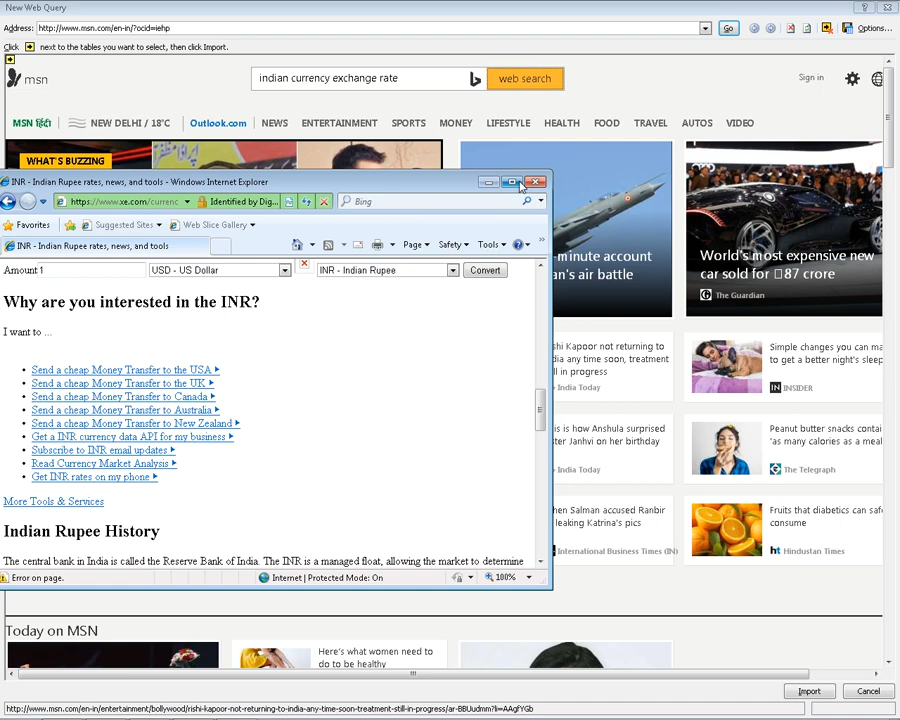 New Web Query
Address: http://www.msn.com/en-in/?ocid=iehp
Go
Options...
Click next to the tables you want to select, then click Import.
msn
indian currency exchange rate
web search
Sign in
MSN हिंदी
NEW DELHI / 18°C
Outlook.com
NEWS
ENTERTAINMENT
SPORTS
MONEY
LIFESTYLE
HEALTH
FOOD
TRAVEL
AUTOS
VIDEO
WHAT'S BUZZING
INR - Indian Rupee rates, news, and tools - Windows Internet Explorer
https://www.xe.com/currenc
Identified by Dig...
Bing
Favorites
Suggested Sites
Web Slice Gallery
INR - Indian Rupee rates, news, and tools
Page
Safety
Tools
Amount 1
USD - US Dollar
INR - Indian Rupee
Convert
Why are you interested in the INR?
I want to ...
Send a cheap Money Transfer to the USA
Send a cheap Money Transfer to the UK
Send a cheap Money Transfer to Canada
Send a cheap Money Transfer to Australia
Send a cheap Money Transfer to New Zealand
Get a INR currency data API for my business
Subscribe to INR email updates
Read Currency Market Analysis
Get INR rates on my phone
More Tools & Services
Indian Rupee History
The central bank in India is called the Reserve Bank of India. The INR is a managed float, allowing the market to determine
Error on page.
Internet | Protected Mode: On
100%
-minute account
an's air battle
World's most expensive new
car sold for □87 crore
The Guardian
shi Kapoor not returning to
dia any time soon, treatment
ll in progress
India Today
Simple changes you can ma
to get a better night's sleep
IN INSIDER
is is how Anshula surprised
ter Janhvi on her birthday
India Today
Peanut butter snacks contai
'as many calories as a meal
The Telegraph
hen Salman accused Ranbir
leaking Katrina's pics
International Business Times (IN)
Fruits that diabetics can safe
consume
ht Hindustan Times
Today on MSN
Here's what women need to
do to be healthy
Import
Cancel
http://www.msn.com/en-in/entertainment/bollywood/rishi-kapoor-not-returning-to-india-any-time-soon-treatment-still-in-progress/ar-BBUudmm?li=AAgfYGb